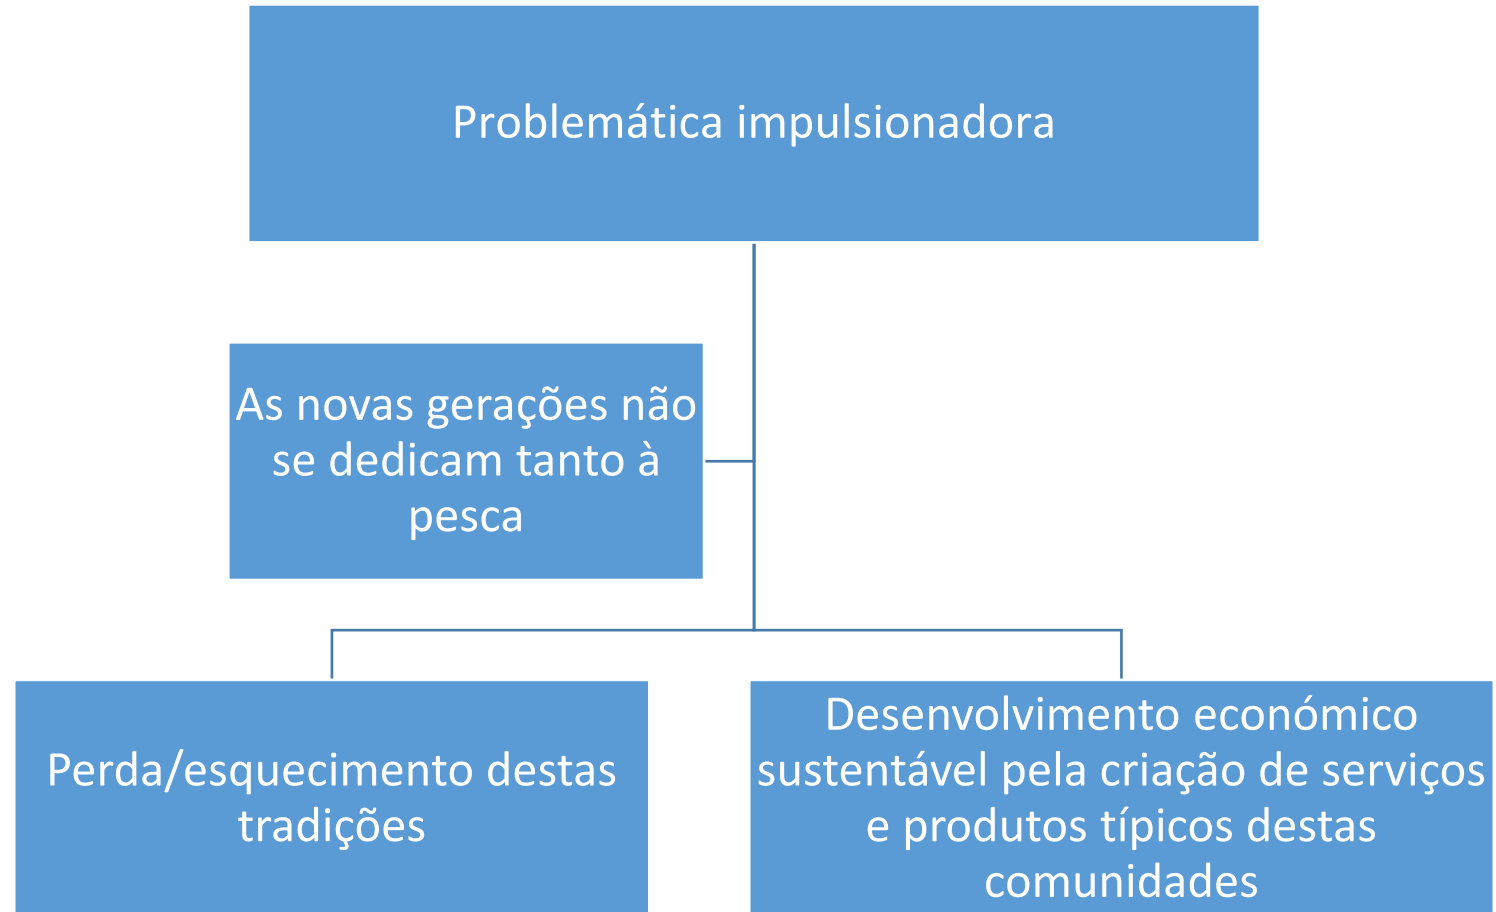 Problemática impulsionadora
As novas gerações não
se dedicam tanto à
pesca
Perda/esquecimento destas
tradições
Desenvolvimento económico
sustentável pela criação de serviços
e produtos típicos destas
comunidades